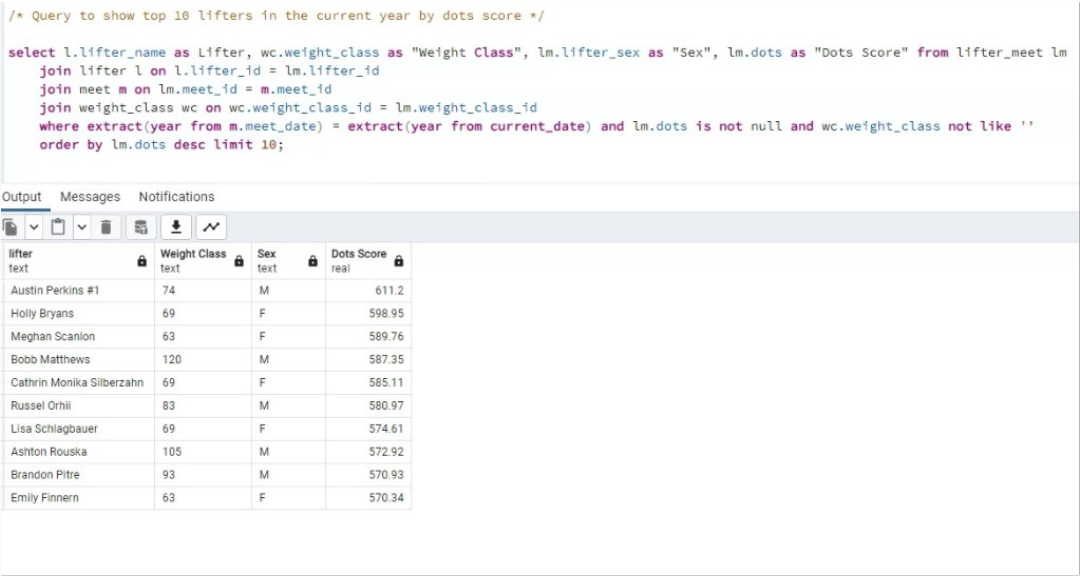 /* Query to show top 10 lifters in the current year by dots score */
select l.lifter_name as Lifter, wc.weight_class as "Weight Class", lm.lifter_sex as "Sex", lm.dots as "Dots Score" from lifter_meet lm
join lifter l on l.lifter_id = lm.lifter_id
join meet m on lm.meet_id = m.meet_id
join weight_class wc on wc.weight_class_id = lm.weight_class_id
where extract(year from m.meet_date) = extract(year from current_date) and lm.dots is not null and wc.weight_class not like ''
order by lm.dots desc limit 10;
Output Messages Notifications
lifter Weight Class Sex Dots Score
text text text real
Austin Perkins #1 74 M 611.2
Holly Bryans 69 F 598.95
Meghan Scanlon 63 F 589.76
Bobb Matthews 120 M 587.35
Cathrin Monika Silberzahn 69 F 585.11
Russel Orhii 83 M 580.97
Lisa Schlagbauer 69 F 574.61
Ashton Rouska 105 M 572.92
Brandon Pitre 93 M 570.93
Emily Finnern 63 F 570.34